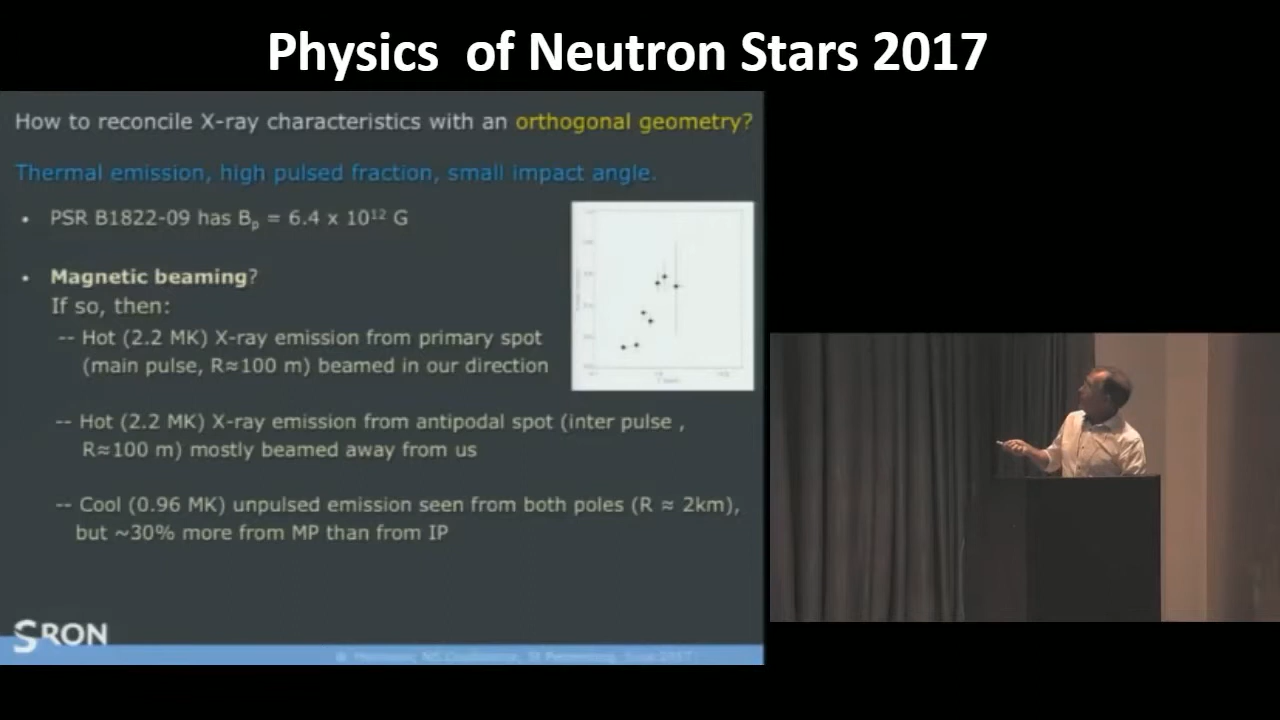 Physics of Neutron Stars 2017
How to reconcile X-ray characteristics with an orthogonal geometry?
Thermal emission, high pulsed fraction, small impact angle.
• PSR B1822-09 has Bp = 6.4 x 10¹² G
• Magnetic beaming?
If so, then:
-- Hot (2.2 MK) X-ray emission from primary spot
(main pulse, R≈100 m) beamed in our direction
-- Hot (2.2 MK) X-ray emission from antipodal spot (inter pulse ,
R≈100 m) mostly beamed away from us
-- Cool (0.96 MK) unpulsed emission seen from both poles (R ≈ 2km),
but ~30% more from MP than from IP
SRON